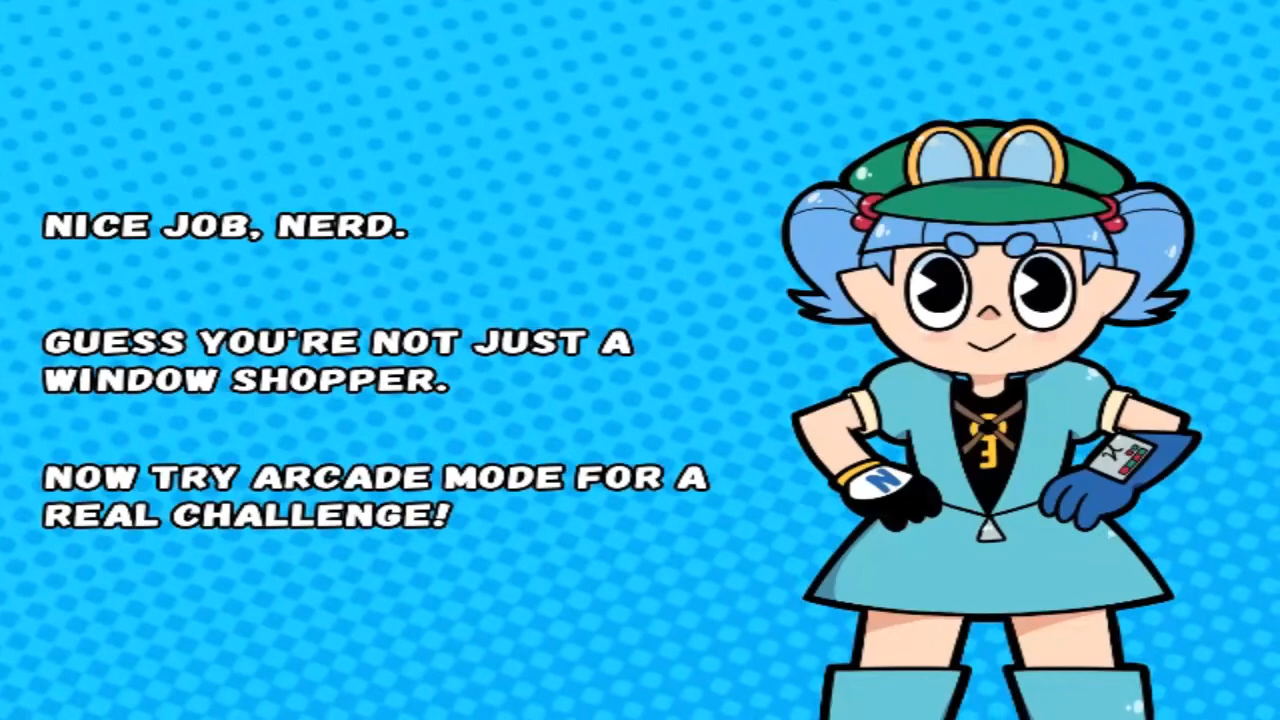 NICE JOB, NERD.
GUESS YOU'RE NOT JUST A
WINDOW SHOPPER.
NOW TRY ARCADE MODE FOR A
REAL CHALLENGE!
N